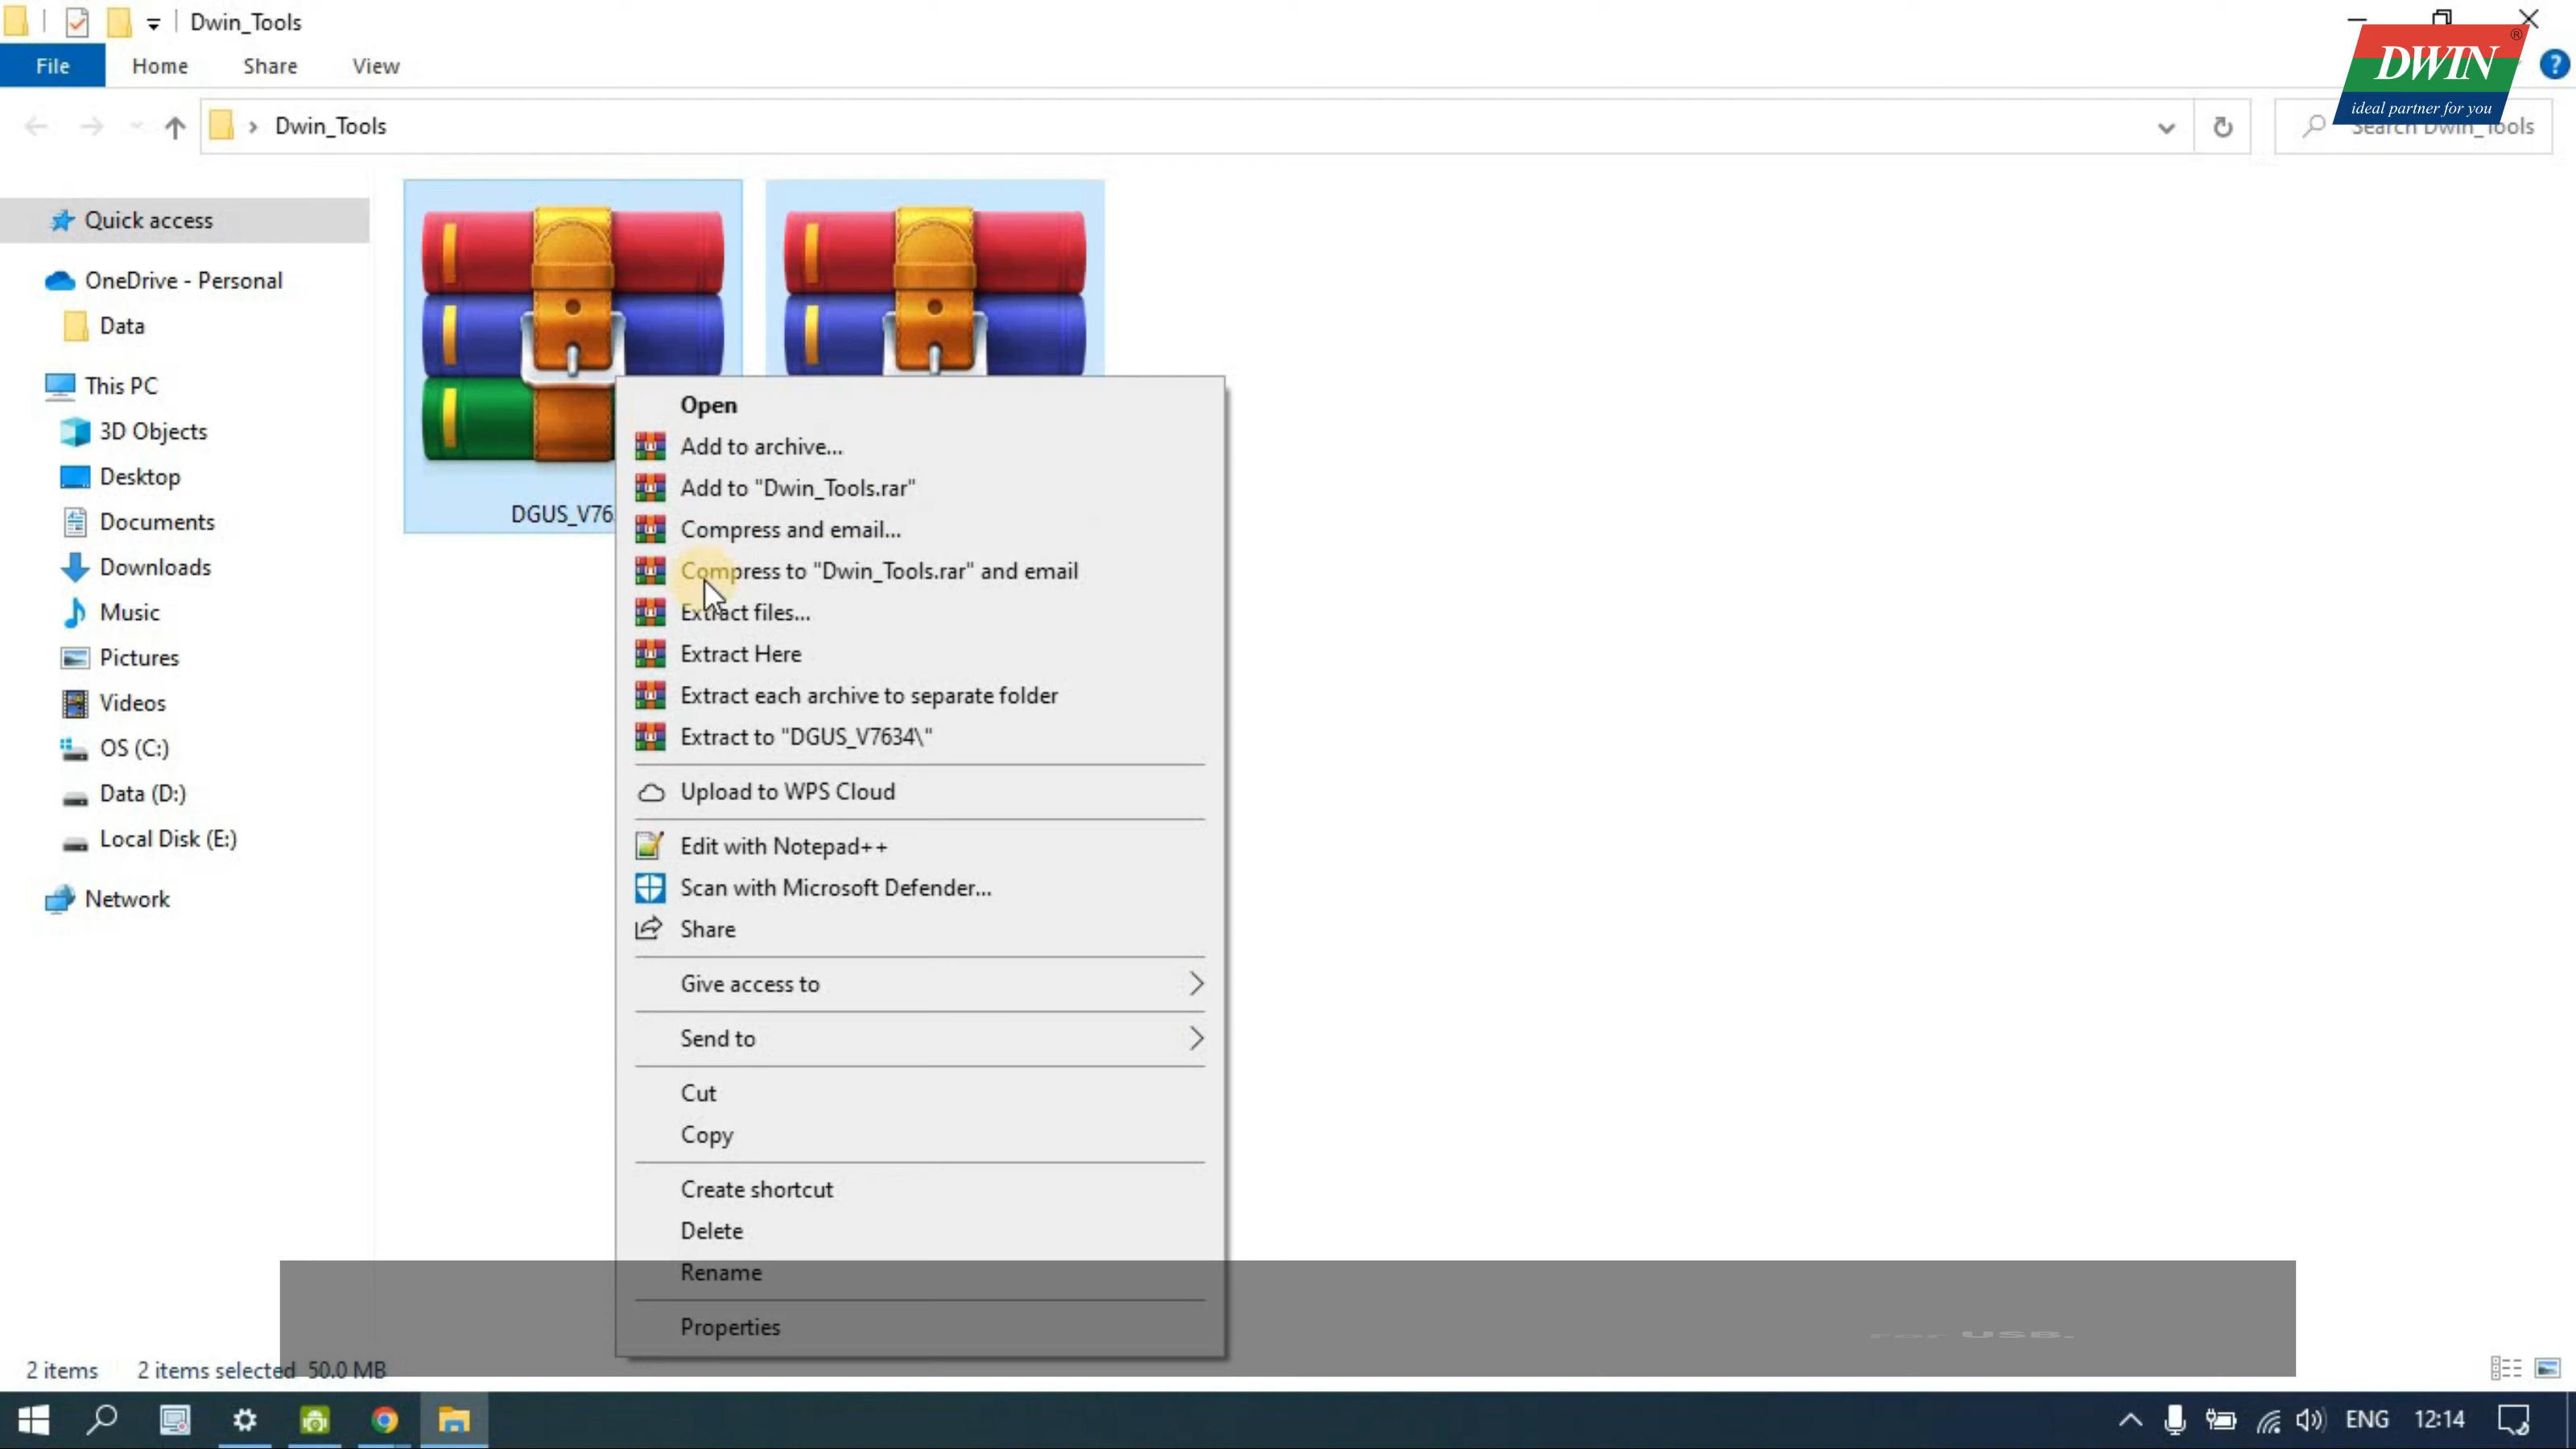 Dwin_Tools
DWIN ®
ideal partner for you
File Home Share View
Dwin_Tools
Search Dwin_Tools
Quick access
OneDrive - Personal
Data
This PC
3D Objects
Desktop
Documents
Downloads
Music
Pictures
Videos
OS (C:)
Data (D:)
Local Disk (E:)
Network
DGUS_V76
Open
Add to archive...
Add to "Dwin_Tools.rar"
Compress and email...
Compress to "Dwin_Tools.rar" and email
Extract files...
Extract Here
Extract each archive to separate folder
Extract to "DGUS_V7634\"
Upload to WPS Cloud
Edit with Notepad++
Scan with Microsoft Defender...
Share
Give access to
Send to
Cut
Copy
Create shortcut
Delete
Rename
Properties
USB.
2 items 2 items selected 50.0 MB
ENG 12:14